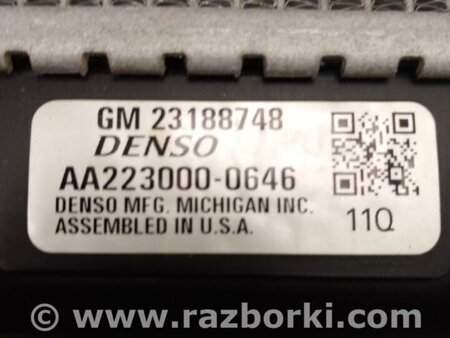 GM 23188748
DENSO
AA223000-0646
DENSO MFG. MICHIGAN INC.
ASSEMBLED IN U.S.A.
11Q
© www.razborki.com